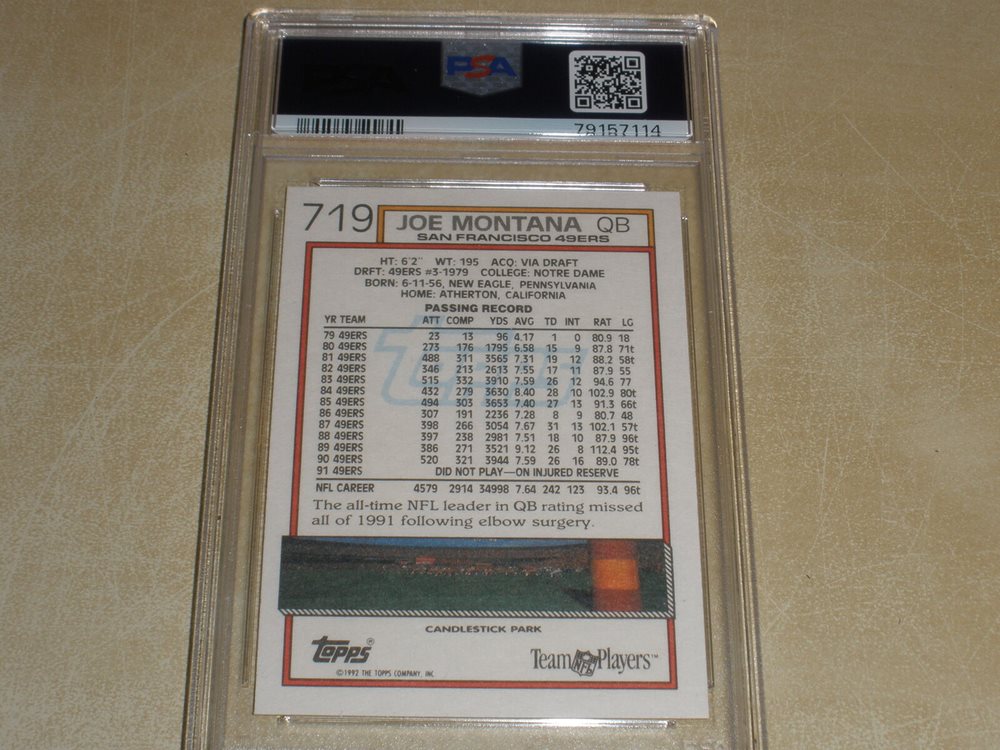 PSA
79157114
719 JOE MONTANA QB
SAN FRANCISCO 49ERS
HT: 6'2" WT: 195 ACQ: VIA DRAFT
DRFT: 49ERS #3-1979 COLLEGE: NOTRE DAME
BORN: 6-11-56, NEW EAGLE, PENNSYLVANIA
HOME: ATHERTON, CALIFORNIA
PASSING RECORD
YR TEAM ATT COMP YDS AVG TD INT RAT LG
79 49ERS 23 13 96 4.17 1 0 80.9 18
80 49ERS 273 176 1795 6.58 15 9 87.8 71t
81 49ERS 488 311 3565 7.31 19 12 88.2 58t
82 49ERS 346 213 2613 7.55 17 11 87.9 55
83 49ERS 515 332 3910 7.59 26 12 94.6 77
84 49ERS 432 279 3630 8.40 28 10 102.9 80t
85 49ERS 494 303 3653 7.40 27 13 91.3 66t
86 49ERS 307 191 2236 7.28 8 9 80.7 48
87 49ERS 398 266 3054 7.67 31 13 102.1 57t
88 49ERS 397 238 2981 7.51 18 10 87.9 96t
89 49ERS 386 271 3521 9.12 26 8 112.4 95t
90 49ERS 520 321 3944 7.59 26 16 89.0 78t
91 49ERS DID NOT PLAY—ON INJURED RESERVE
NFL CAREER 4579 2914 34998 7.64 242 123 93.4 96t
The all-time NFL leader in QB rating missed
all of 1991 following elbow surgery.
CANDLESTICK PARK
topps®
©1992 THE TOPPS COMPANY, INC
Team NFL Players™